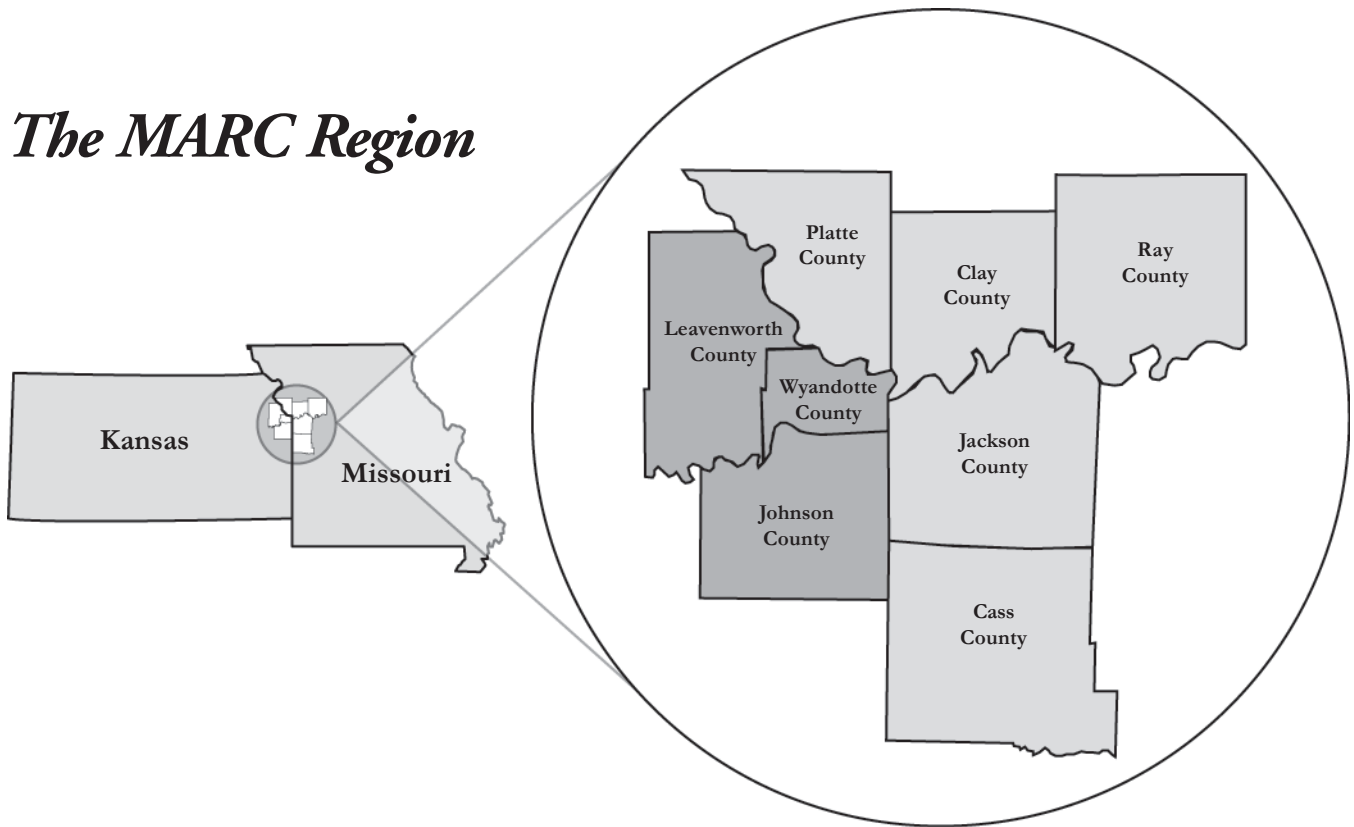 The MARC Region
Kansas
Missouri
Platte
County
Clay
County
Ray
County
Leavenworth
County
Wyandotte
County
Jackson
County
Johnson
County
Cass
County